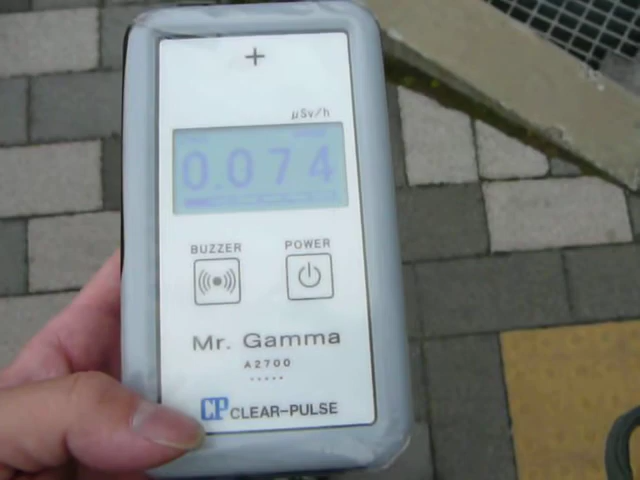 +
μSv/h
0.074
BUZZER POWER
Mr. Gamma
A2700
CP CLEAR-PULSE